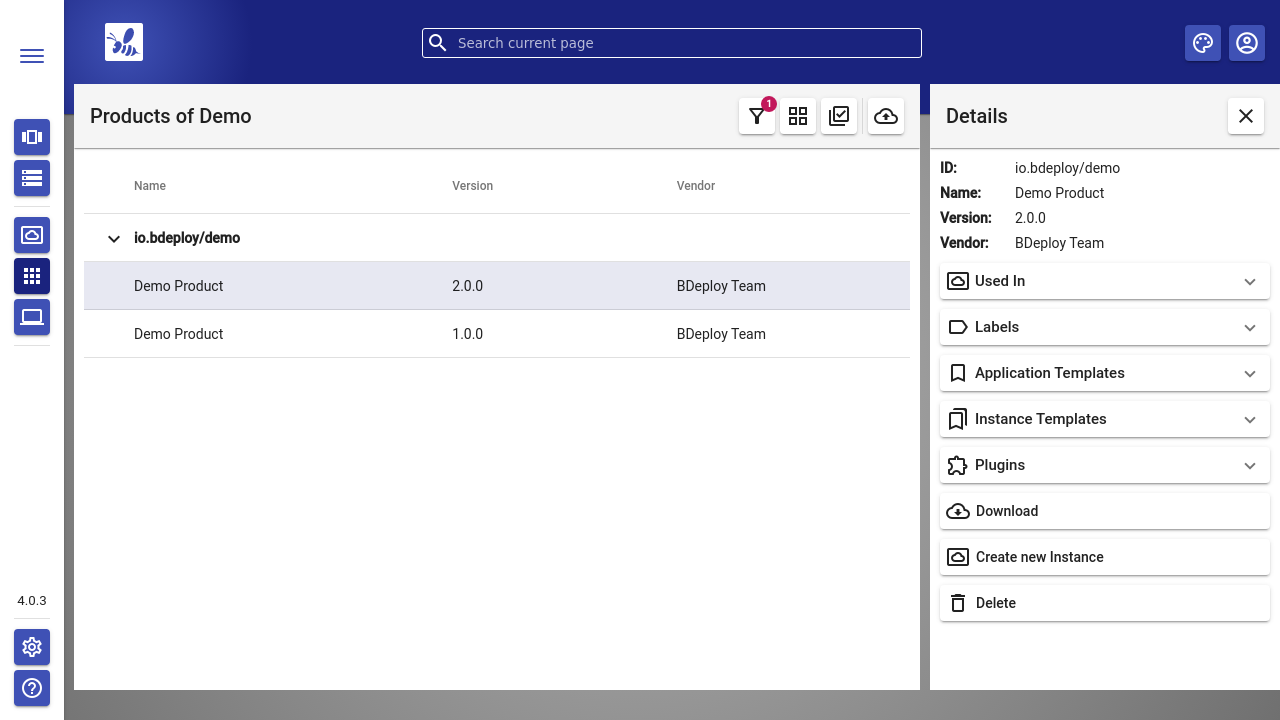 Search current page
Products of Demo
1
Details
Name Version Vendor
io.bdeploy/demo
Demo Product 2.0.0 BDeploy Team
Demo Product 1.0.0 BDeploy Team
ID: io.bdeploy/demo
Name: Demo Product
Version: 2.0.0
Vendor: BDeploy Team
Used In
Labels
Application Templates
Instance Templates
Plugins
Download
Create new Instance
Delete
4.0.3